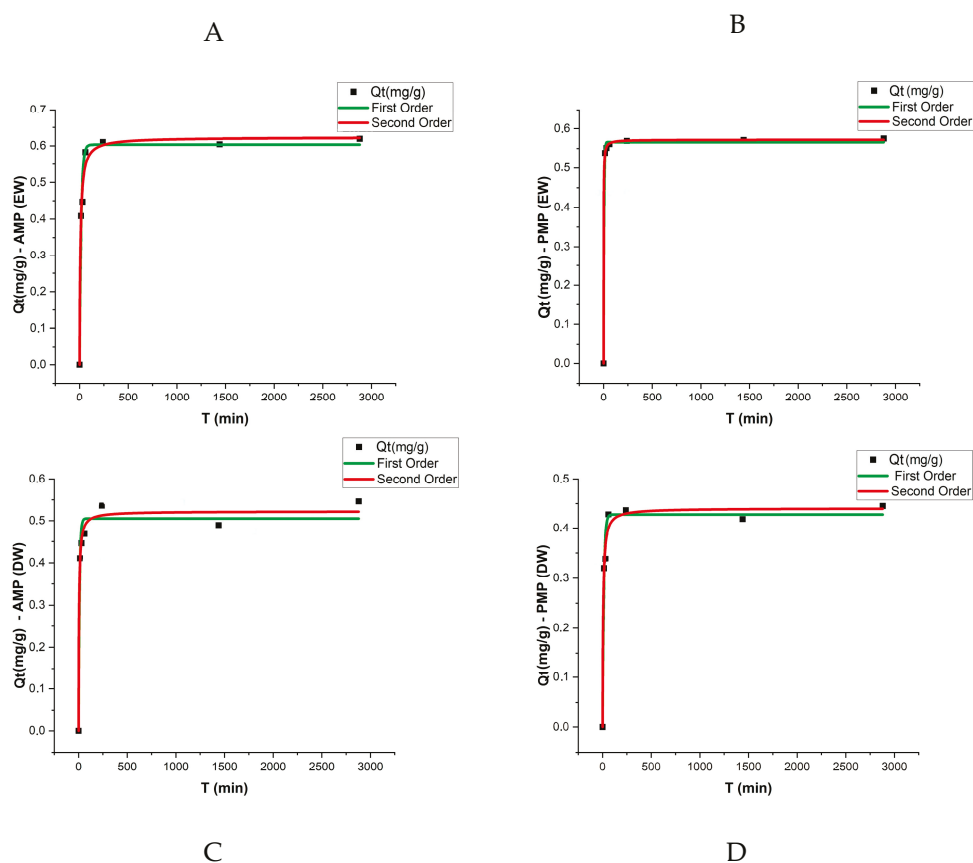 A
B
Qt(mg/g)
First Order
Second Order
0.7
0.6
0.5
0.4
0.3
0.2
0.1
0.0
Qt(mg/g) - AMP (EW)
0
500
1000
1500
2000
2500
3000
T (min)
Qt(mg/g)
First Order
Second Order
0.6
0.5
0.4
0.3
0.2
0.1
0.0
Qt(mg/g) - PMP (EW)
0
500
1000
1500
2000
2500
3000
T (min)
Qt(mg/g)
First Order
Second Order
0.6
0.5
0.4
0.3
0.2
0.1
0.0
Qt(mg/g) - AMP (DW)
0
500
1000
1500
2000
2500
3000
T (min)
Qt(mg/g)
First Order
Second Order
0.5
0.4
0.3
0.2
0.1
0.0
Qt(mg/g) - PMP (DW)
0
500
1000
1500
2000
2500
3000
T (min)
C
D